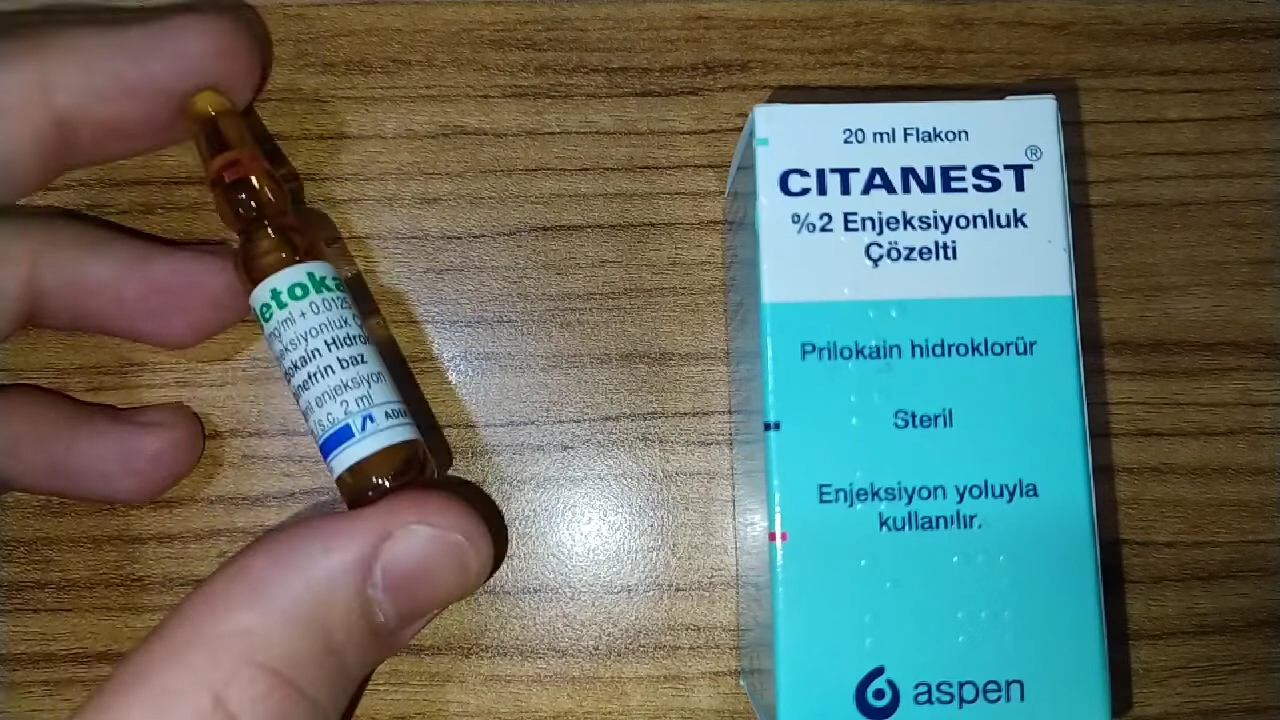 etoka
mg/ml + 0.0125
eksiyonluk Ç
okain Hidro
nefrin baz
enjeksiyon
s.c. 2 ml
20 ml Flakon
CITANEST®
%2 Enjeksiyonluk
Çözelti
Prilokain hidroklorür
Steril
Enjeksiyon yoluyla
kullanılır.
aspen